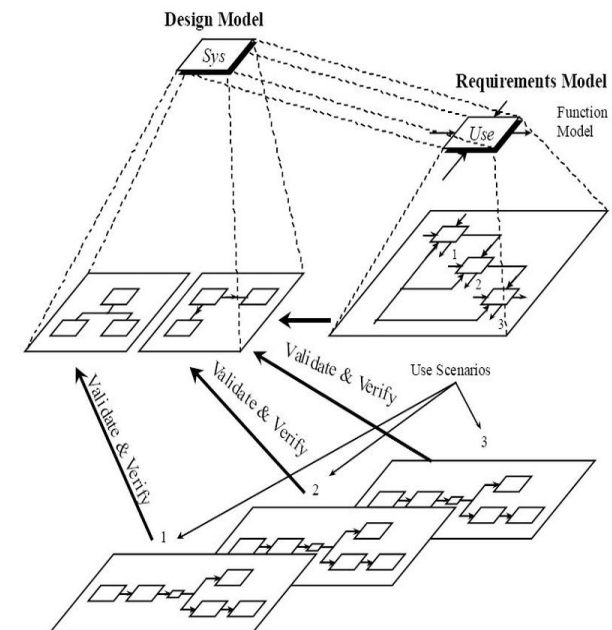 Design Model
Sys
Requirements Model
Function
Model
Use
1
2
3
Validate & Verify
Use Scenarios
Validate & Verify
Validate & Verify
3
2
1